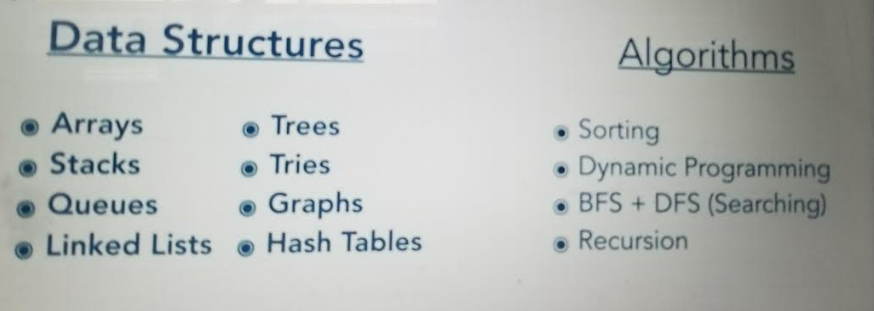 Data Structures
Arrays
Stacks
Queues
Linked Lists
Trees
Tries
Graphs
Hash Tables
Algorithms
Sorting
Dynamic Programming
BFS + DFS (Searching)
Recursion